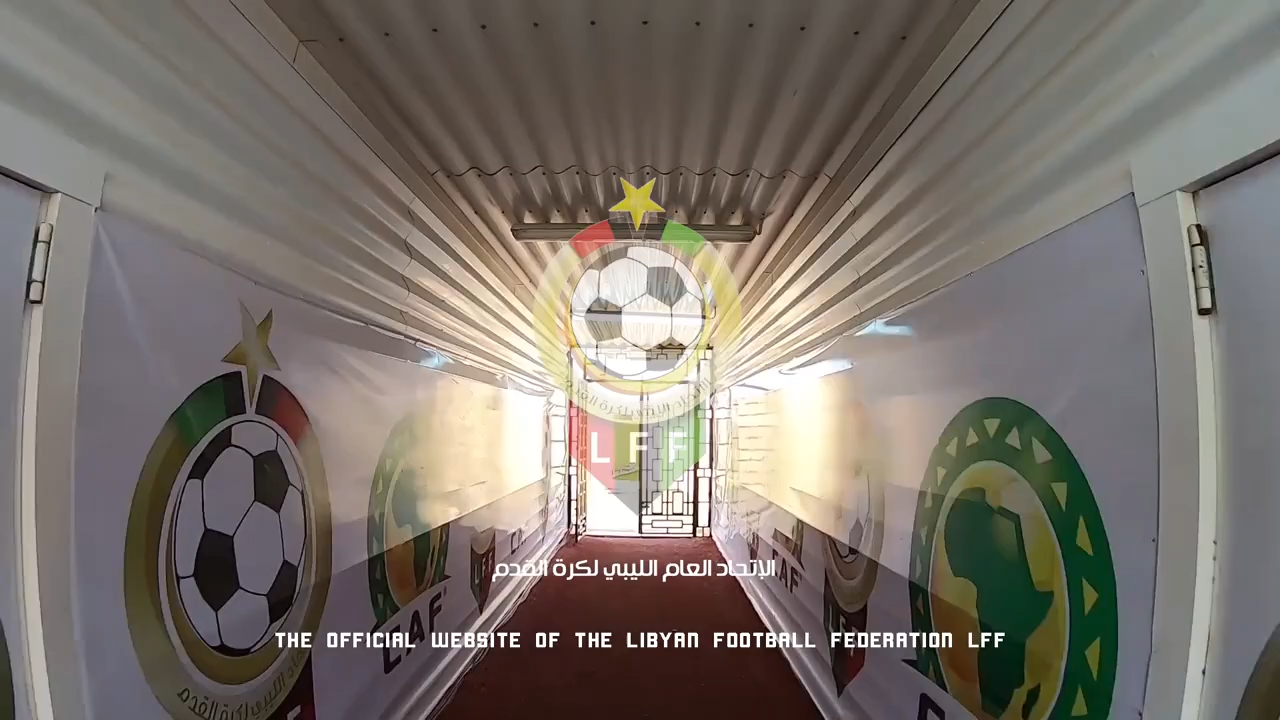 LFF
الإتحاد العام الليبي لكرة القدم
THE OFFICIAL WEBSITE OF THE LIBYAN FOOTBALL FEDERATION LFF
CAF
CAF